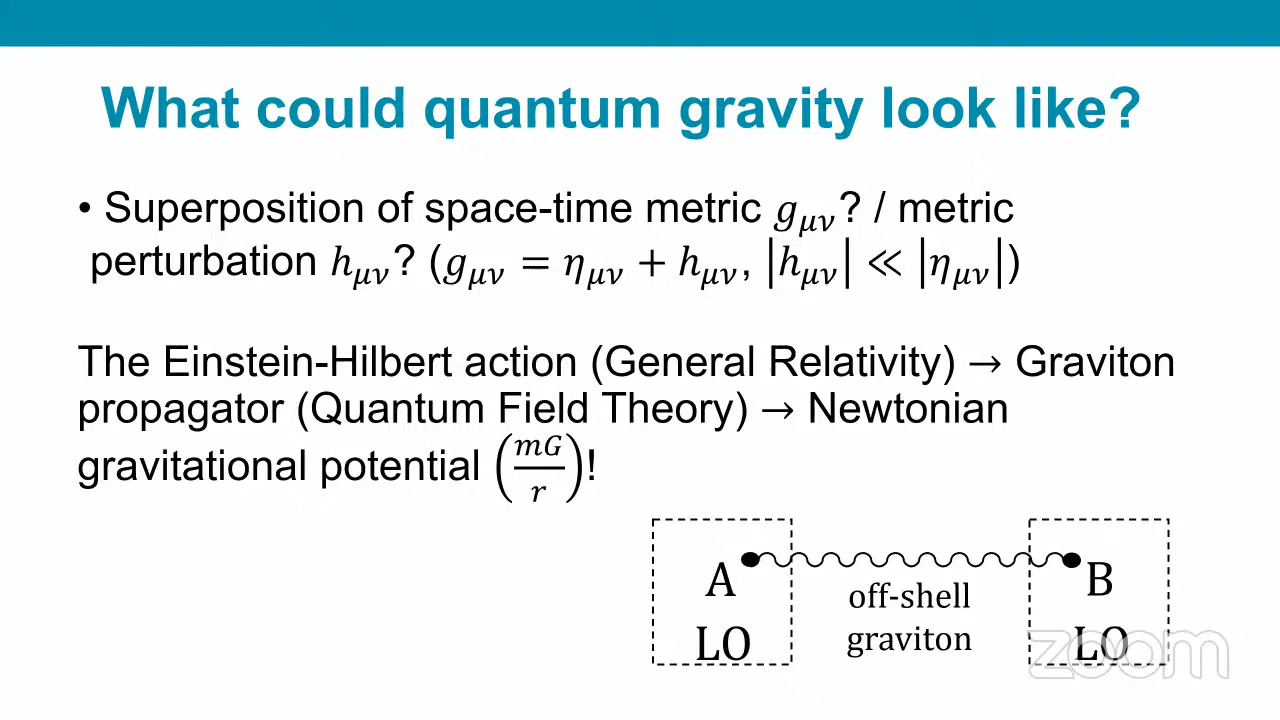 What could quantum gravity look like?
• Superposition of space-time metric 𝑔𝜇𝜈? / metric
perturbation ℎ𝜇𝜈? (𝑔𝜇𝜈 = 𝜂𝜇𝜈 + ℎ𝜇𝜈, |ℎ𝜇𝜈| ≪ |𝜂𝜇𝜈|)
The Einstein-Hilbert action (General Relativity) → Graviton
propagator (Quantum Field Theory) → Newtonian
gravitational potential (𝑚𝐺/𝑟)!
A
off-shell
graviton
B
LO
LO
zoom